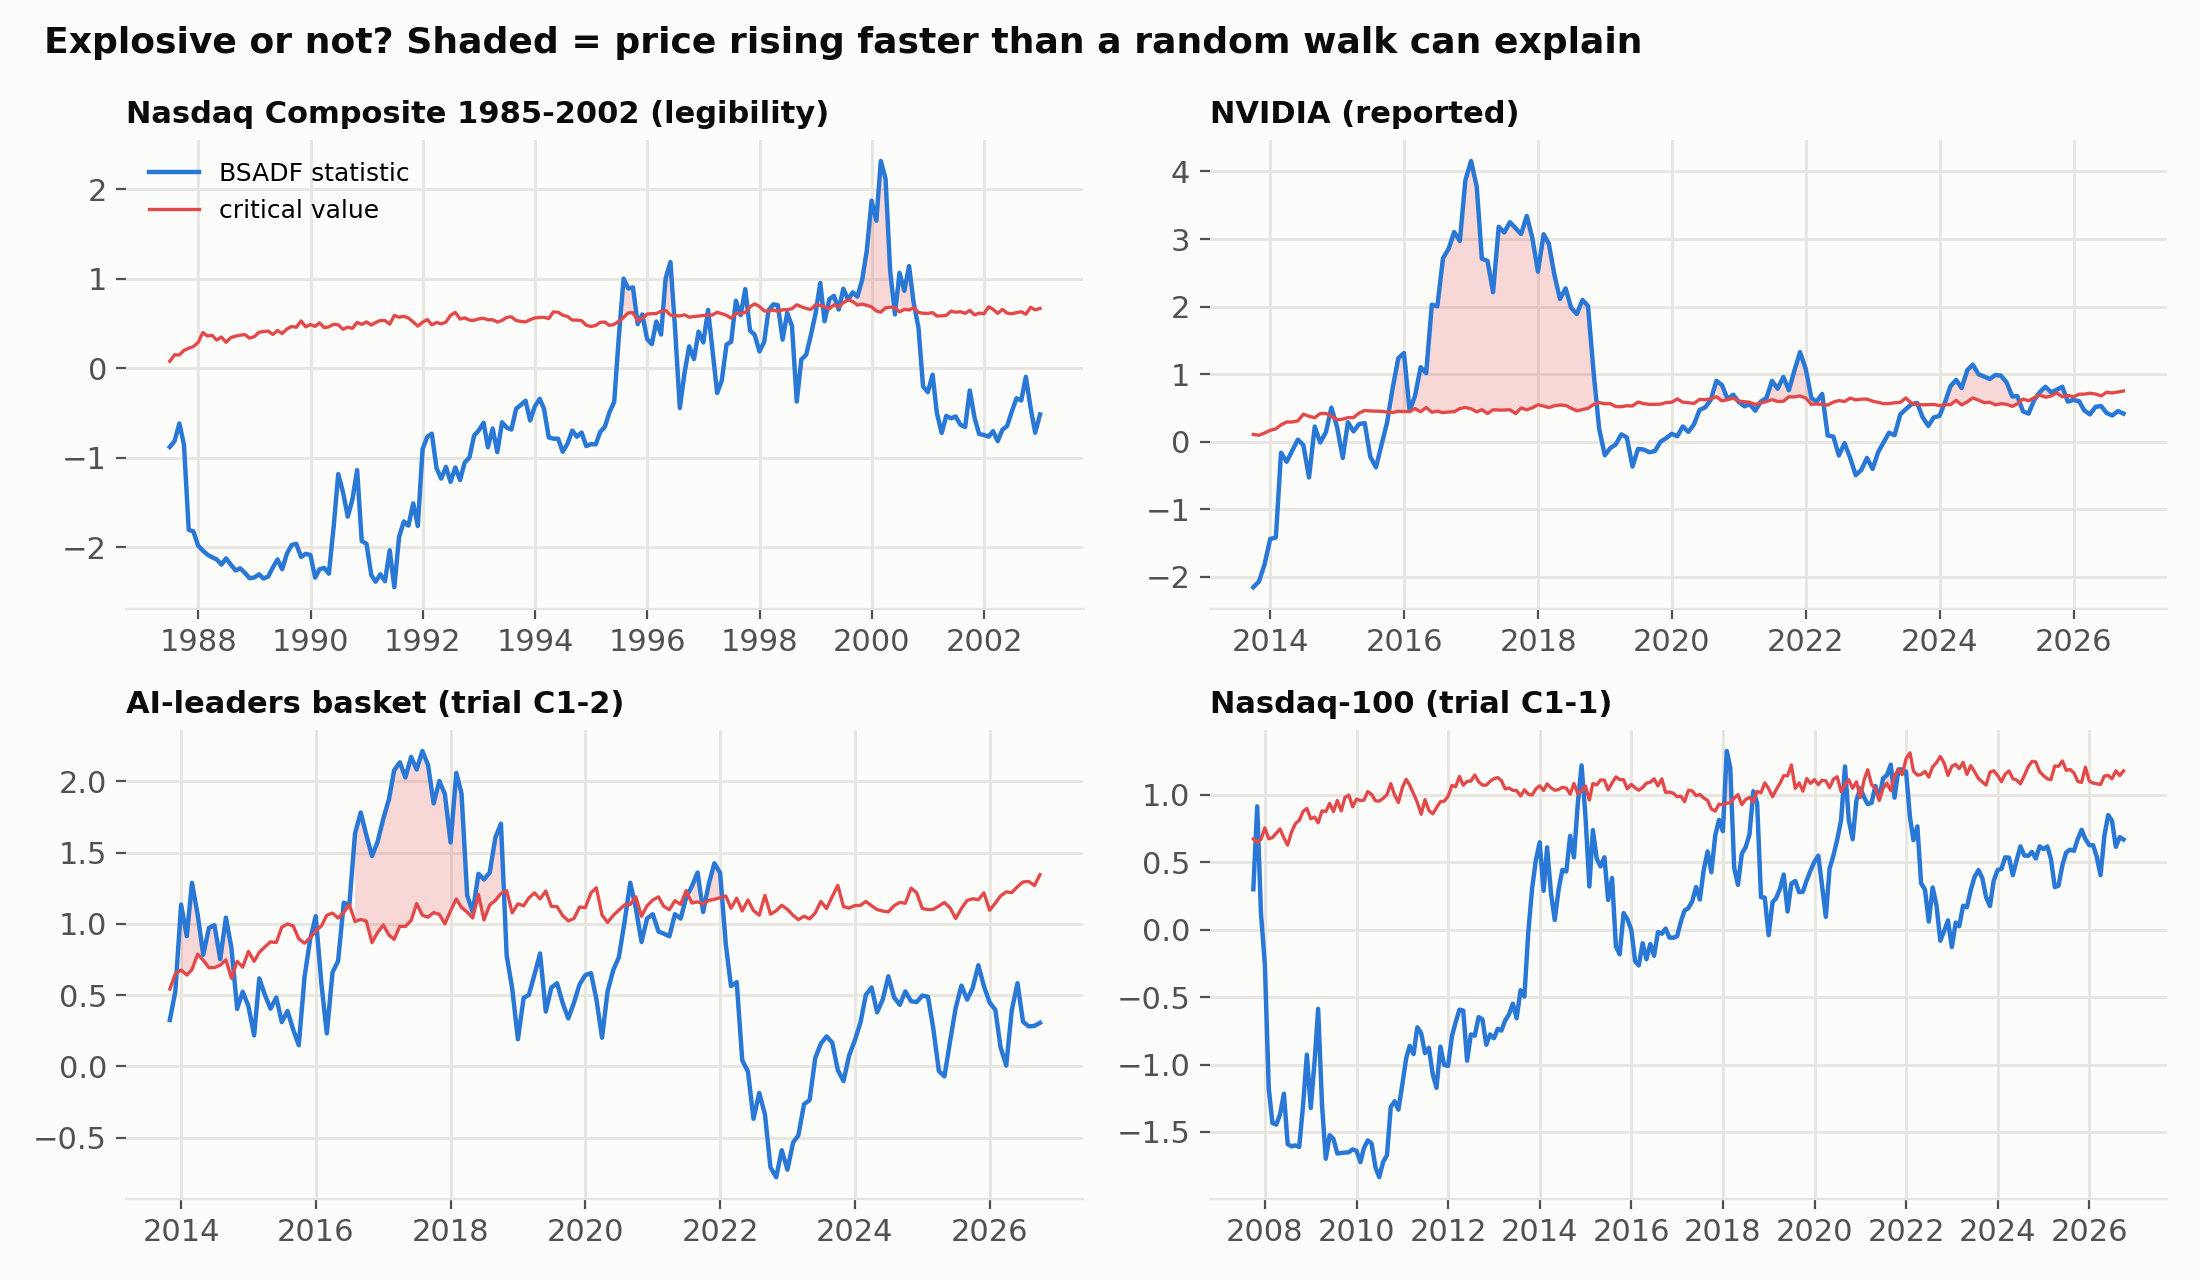 Explosive or not? Shaded = price rising faster than a random walk can explain
Nasdaq Composite 1985-2002 (legibility)
BSADF statistic
critical value
2
1
0
−1
−2
1988 1990 1992 1994 1996 1998 2000 2002
NVIDIA (reported)
4
3
2
1
0
−1
−2
2014 2016 2018 2020 2022 2024 2026
AI-leaders basket (trial C1-2)
2.0
1.5
1.0
0.5
0.0
−0.5
2014 2016 2018 2020 2022 2024 2026
Nasdaq-100 (trial C1-1)
1.0
0.5
0.0
−0.5
−1.0
−1.5
2008 2010 2012 2014 2016 2018 2020 2022 2024 2026